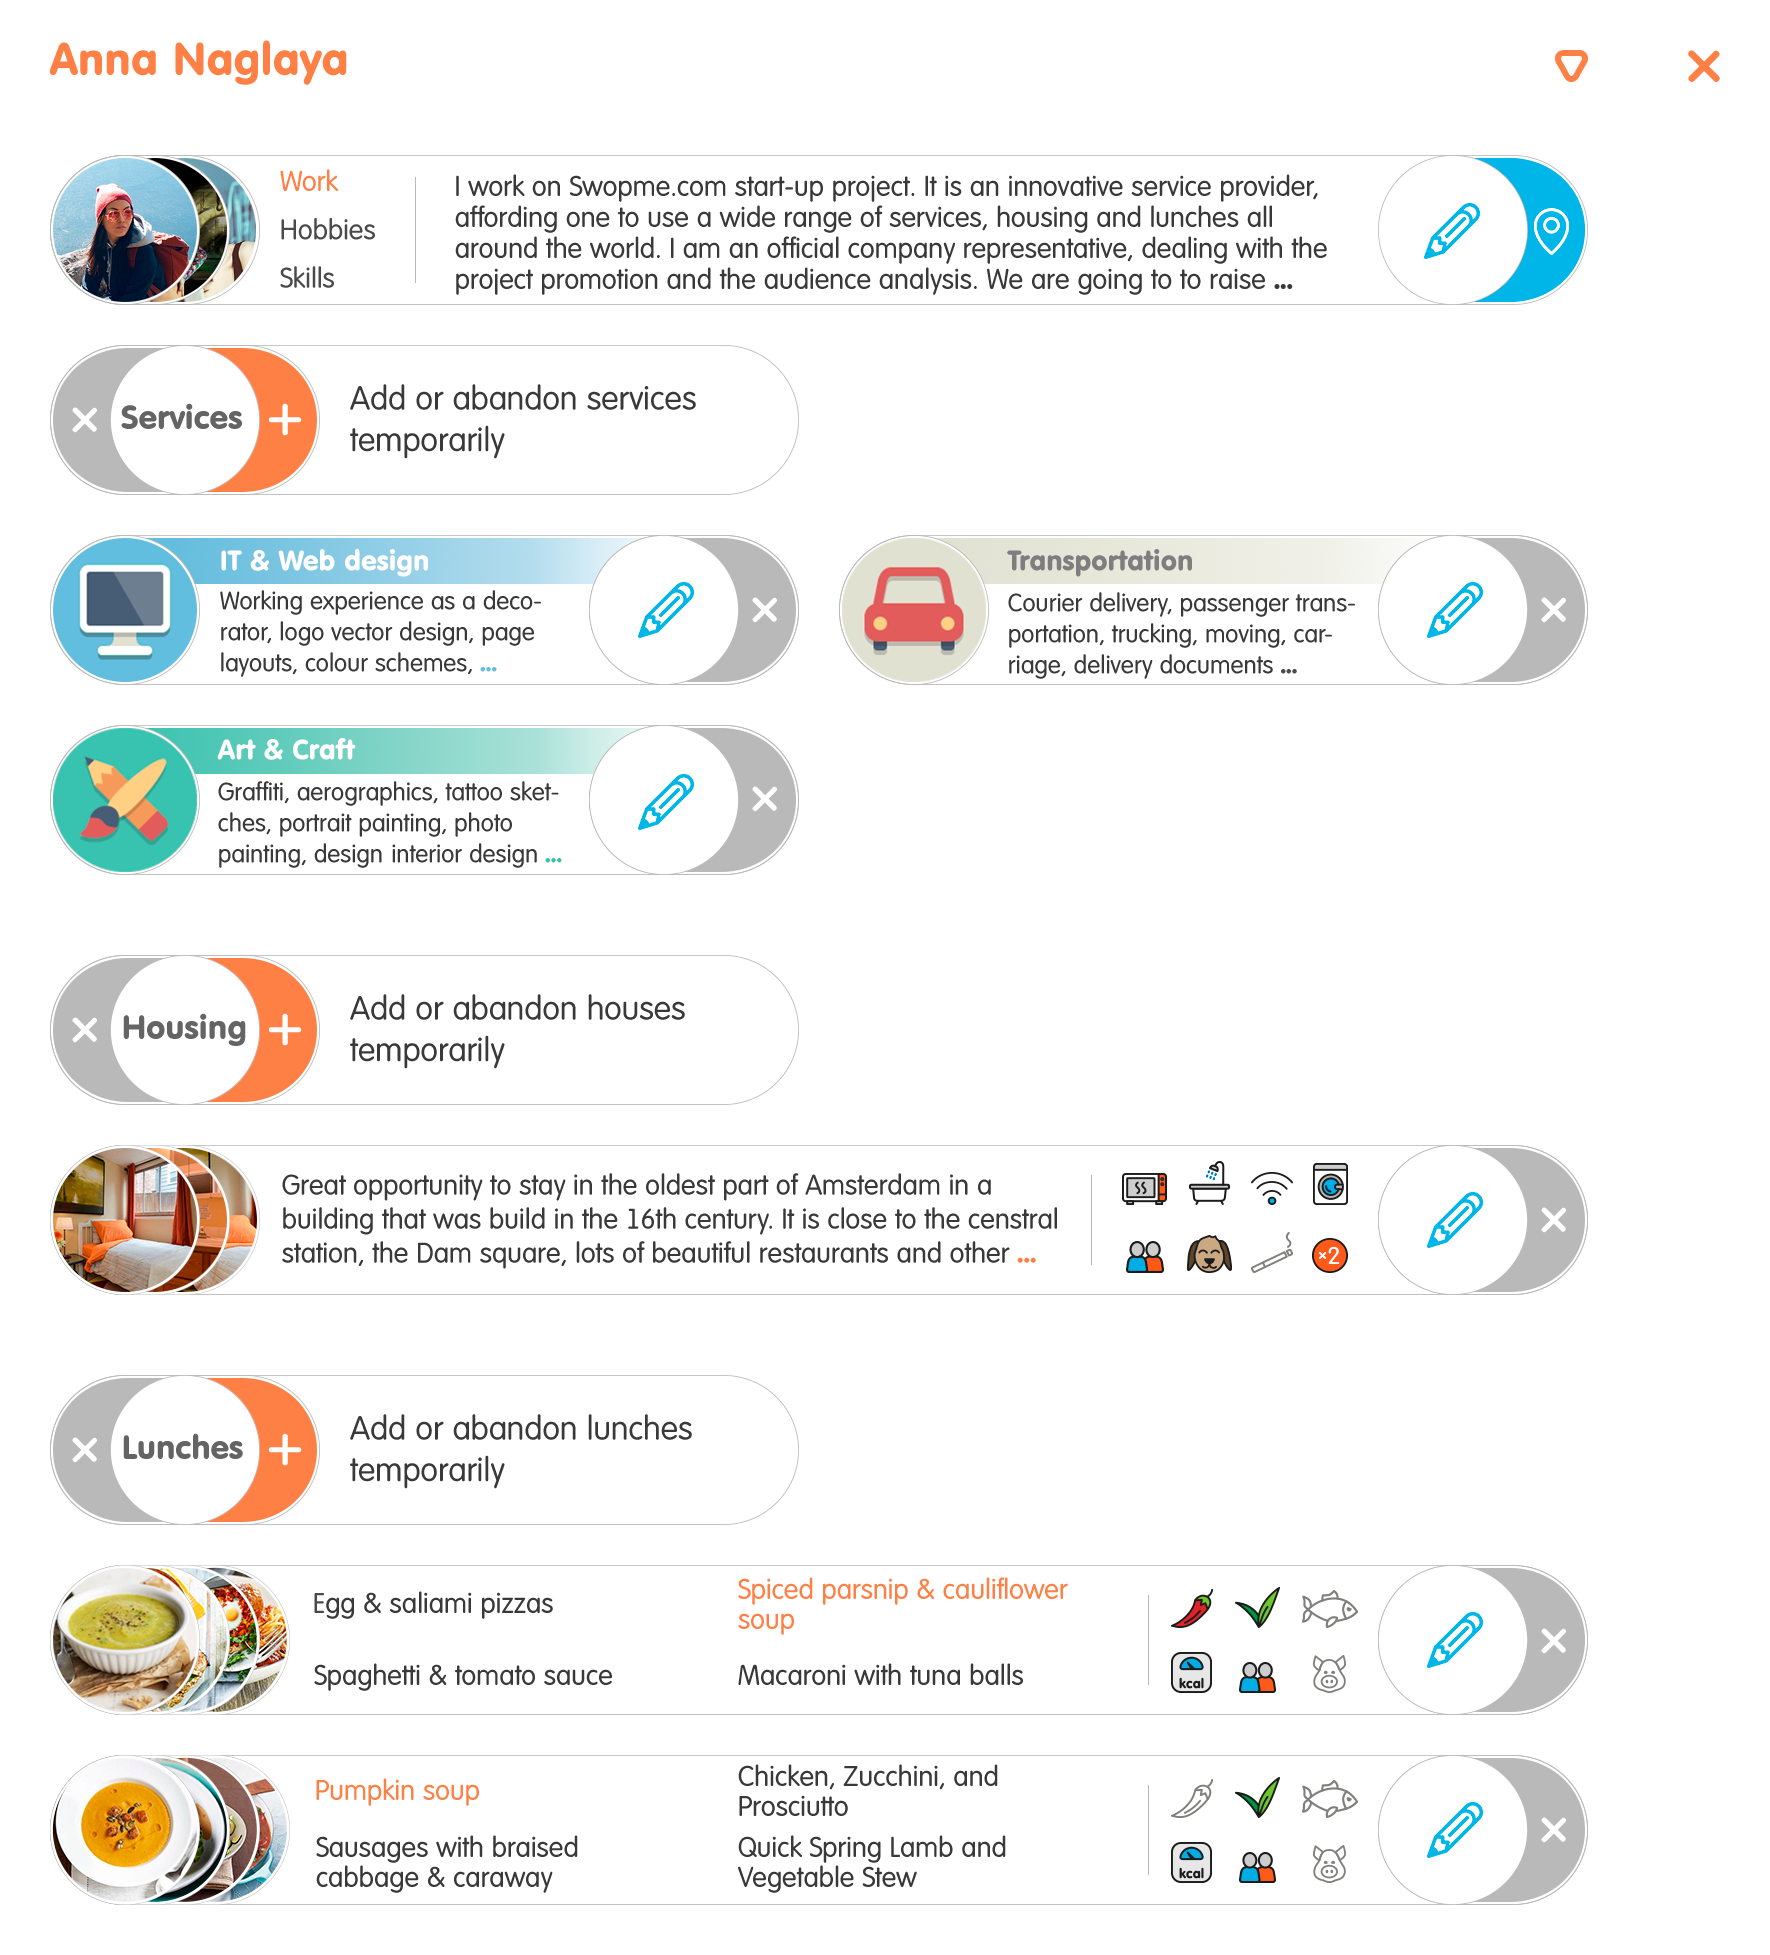 Anna Naglaya
Work
Hobbies
Skills
I work on Swopme.com start-up project. It is an innovative service provider,
affording one to use a wide range of services, housing and lunches all
around the world. I am an official company representative, dealing with the
project promotion and the audience analysis. We are going to to raise ...
Services
Add or abandon services
temporarily
IT & Web design
Working experience as a deco-
rator, logo vector design, page
layouts, colour schemes, ...
Transportation
Courier delivery, passenger trans-
portation, trucking, moving, car-
riage, delivery documents ...
Art & Craft
Graffiti, aerographics, tattoo sket-
ches, portrait painting, photo
painting, design interior design ...
Housing
Add or abandon houses
temporarily
Great opportunity to stay in the oldest part of Amsterdam in a
building that was build in the 16th century. It is close to the censtral
station, the Dam square, lots of beautiful restaurants and other ...
×2
Lunches
Add or abandon lunches
temporarily
Egg & saliami pizzas
Spiced parsnip & cauliflower
soup
Spaghetti & tomato sauce
Macaroni with tuna balls
kcal
Pumpkin soup
Chicken, Zucchini, and
Prosciutto
Sausages with braised
cabbage & caraway
Quick Spring Lamb and
Vegetable Stew
kcal